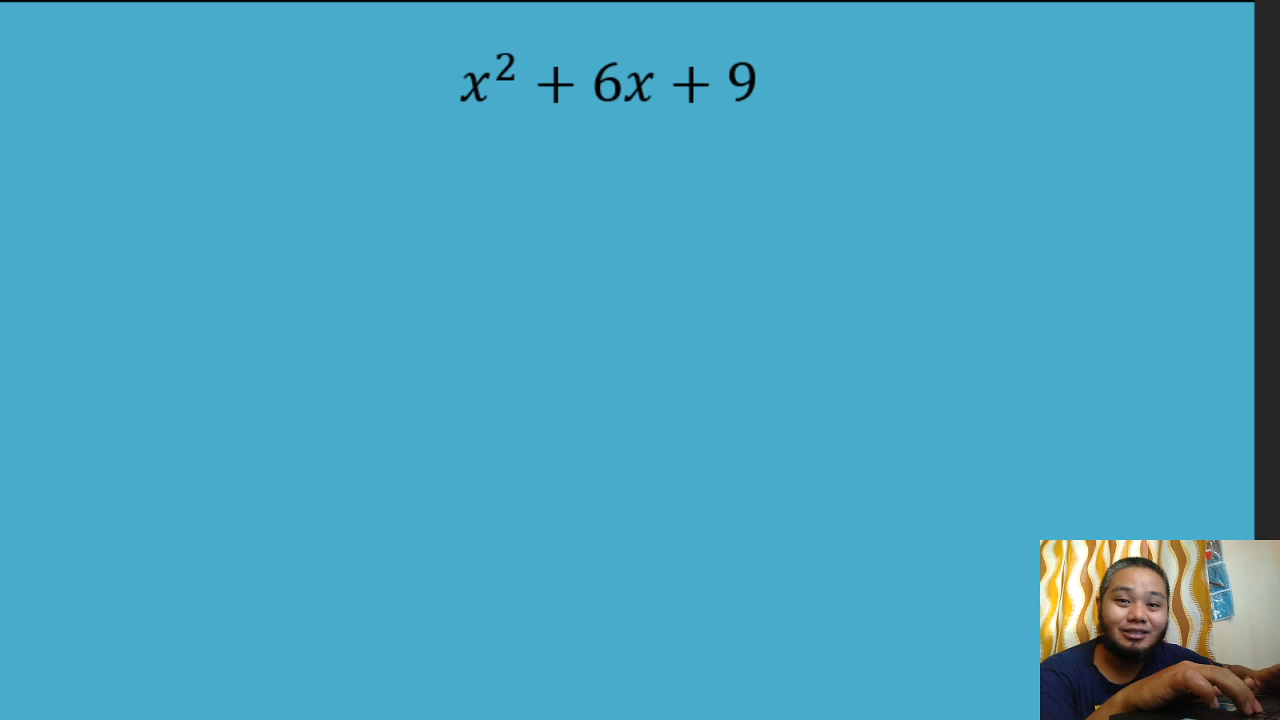 x² + 6x + 9